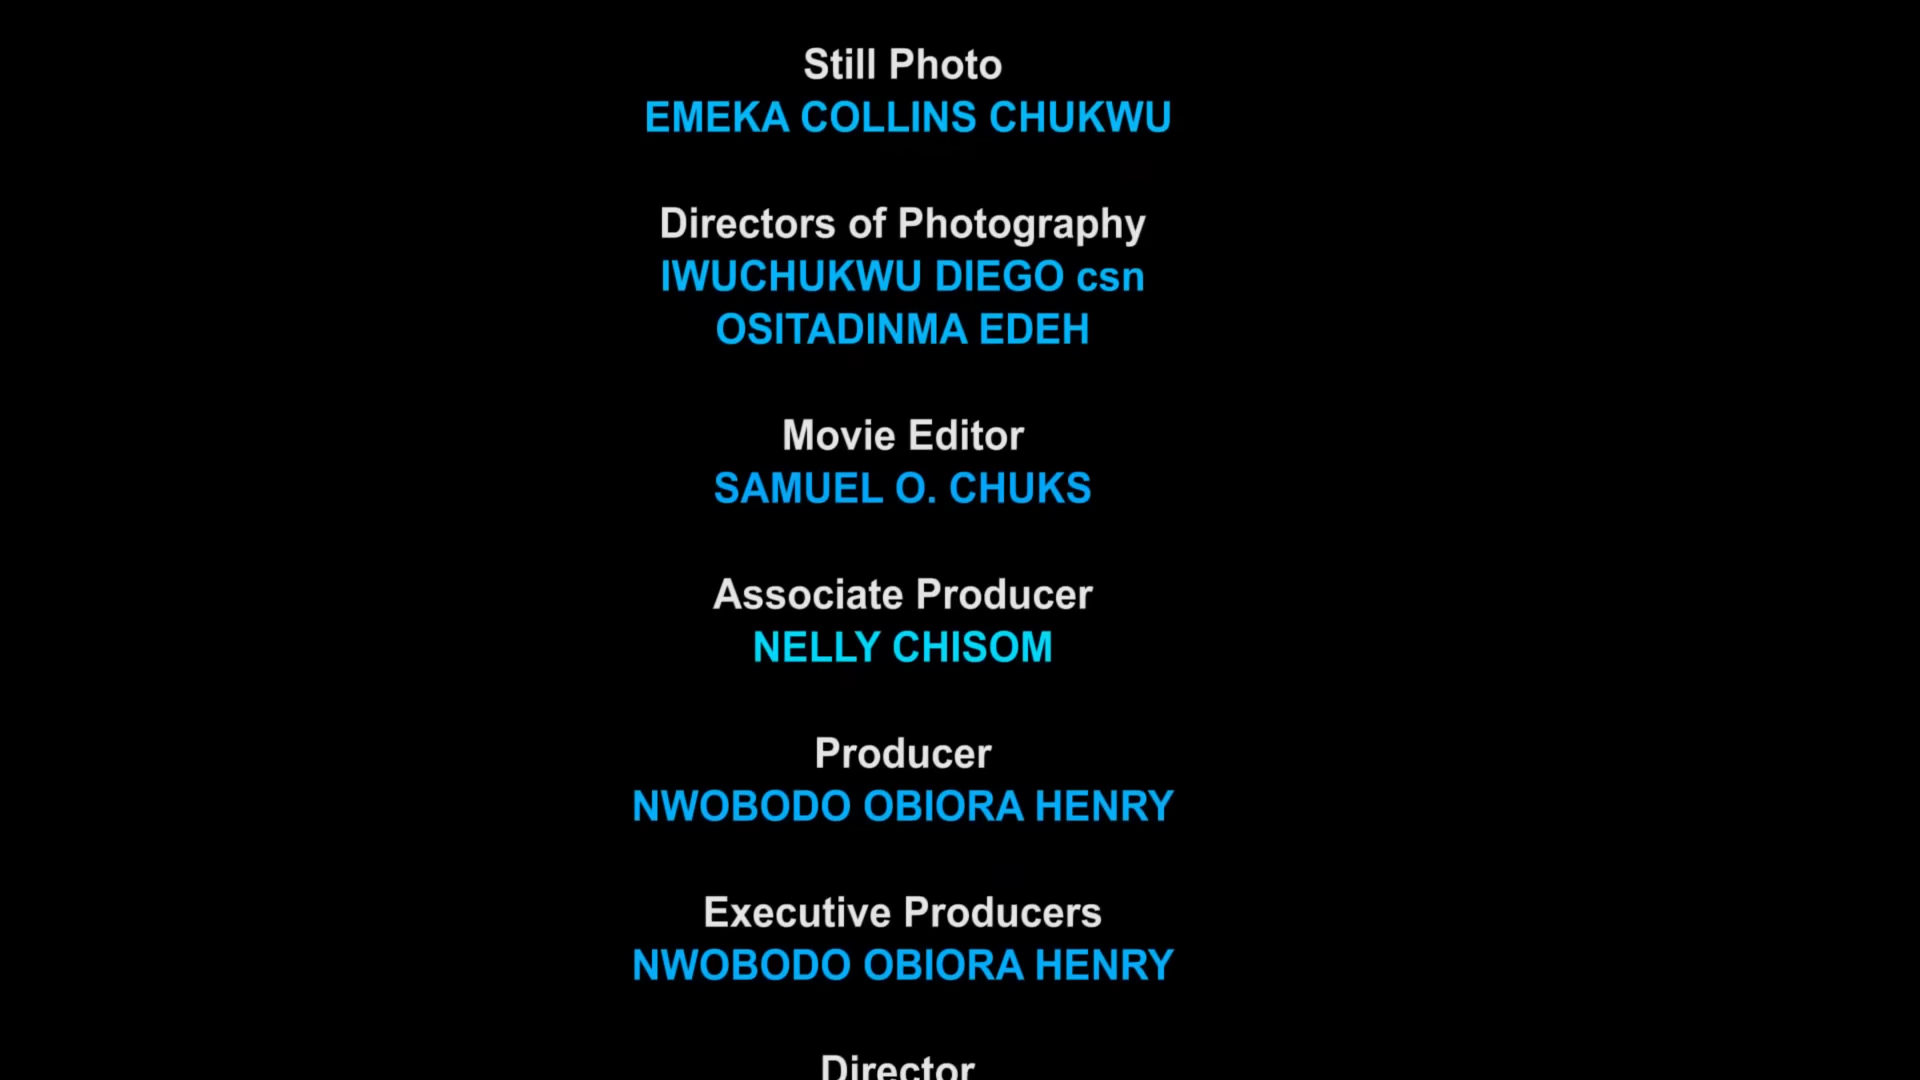 Still Photo
EMEKA COLLINS CHUKWU
Directors of Photography
IWUCHUKWU DIEGO csn
OSITADINMA EDEH
Movie Editor
SAMUEL O. CHUKS
Associate Producer
NELLY CHISOM
Producer
NWOBODO OBIORA HENRY
Executive Producers
NWOBODO OBIORA HENRY
Director